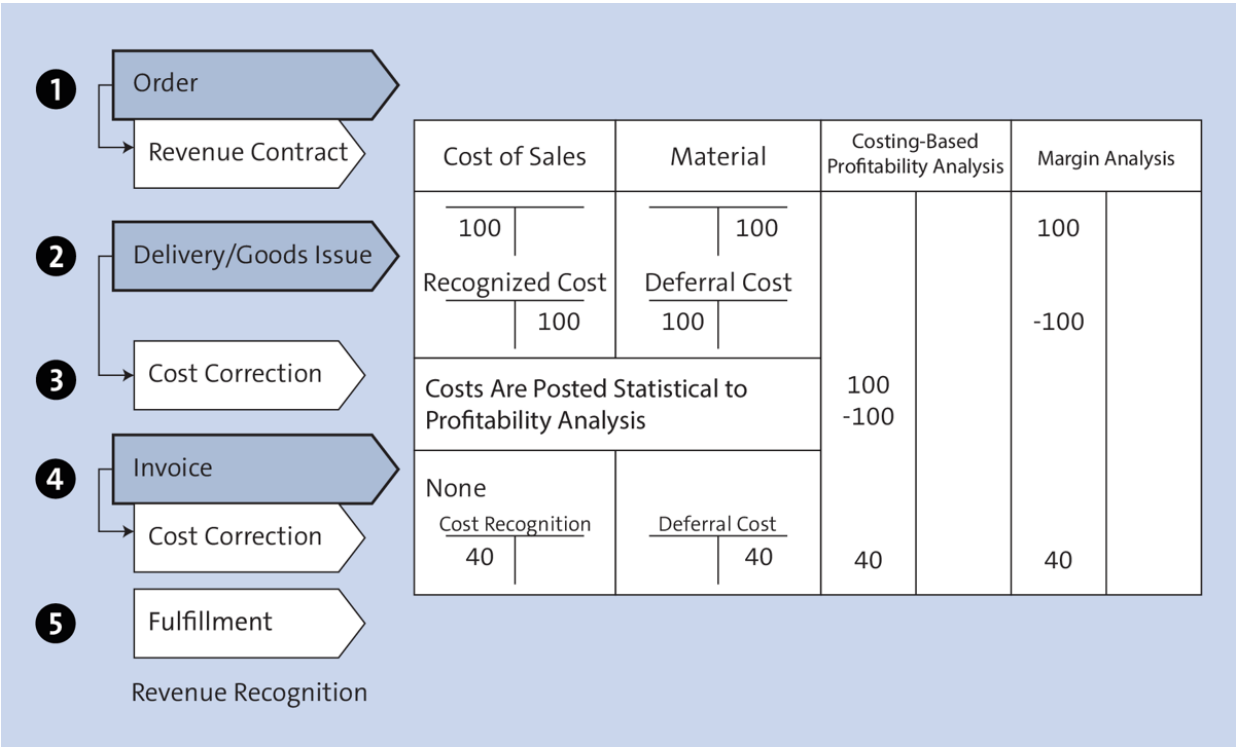 1
Order
Revenue Contract
2
Delivery/Goods Issue
3
Cost Correction
4
Invoice
Cost Correction
5
Fulfillment
Revenue Recognition
Cost of Sales
Material
Costing-Based
Profitability Analysis
Margin Analysis
100
100
100
Recognized Cost
Deferral Cost
100
100
-100
Costs Are Posted Statistical to
Profitability Analysis
100
-100
None
Cost Recognition
Deferral Cost
40
40
40
40